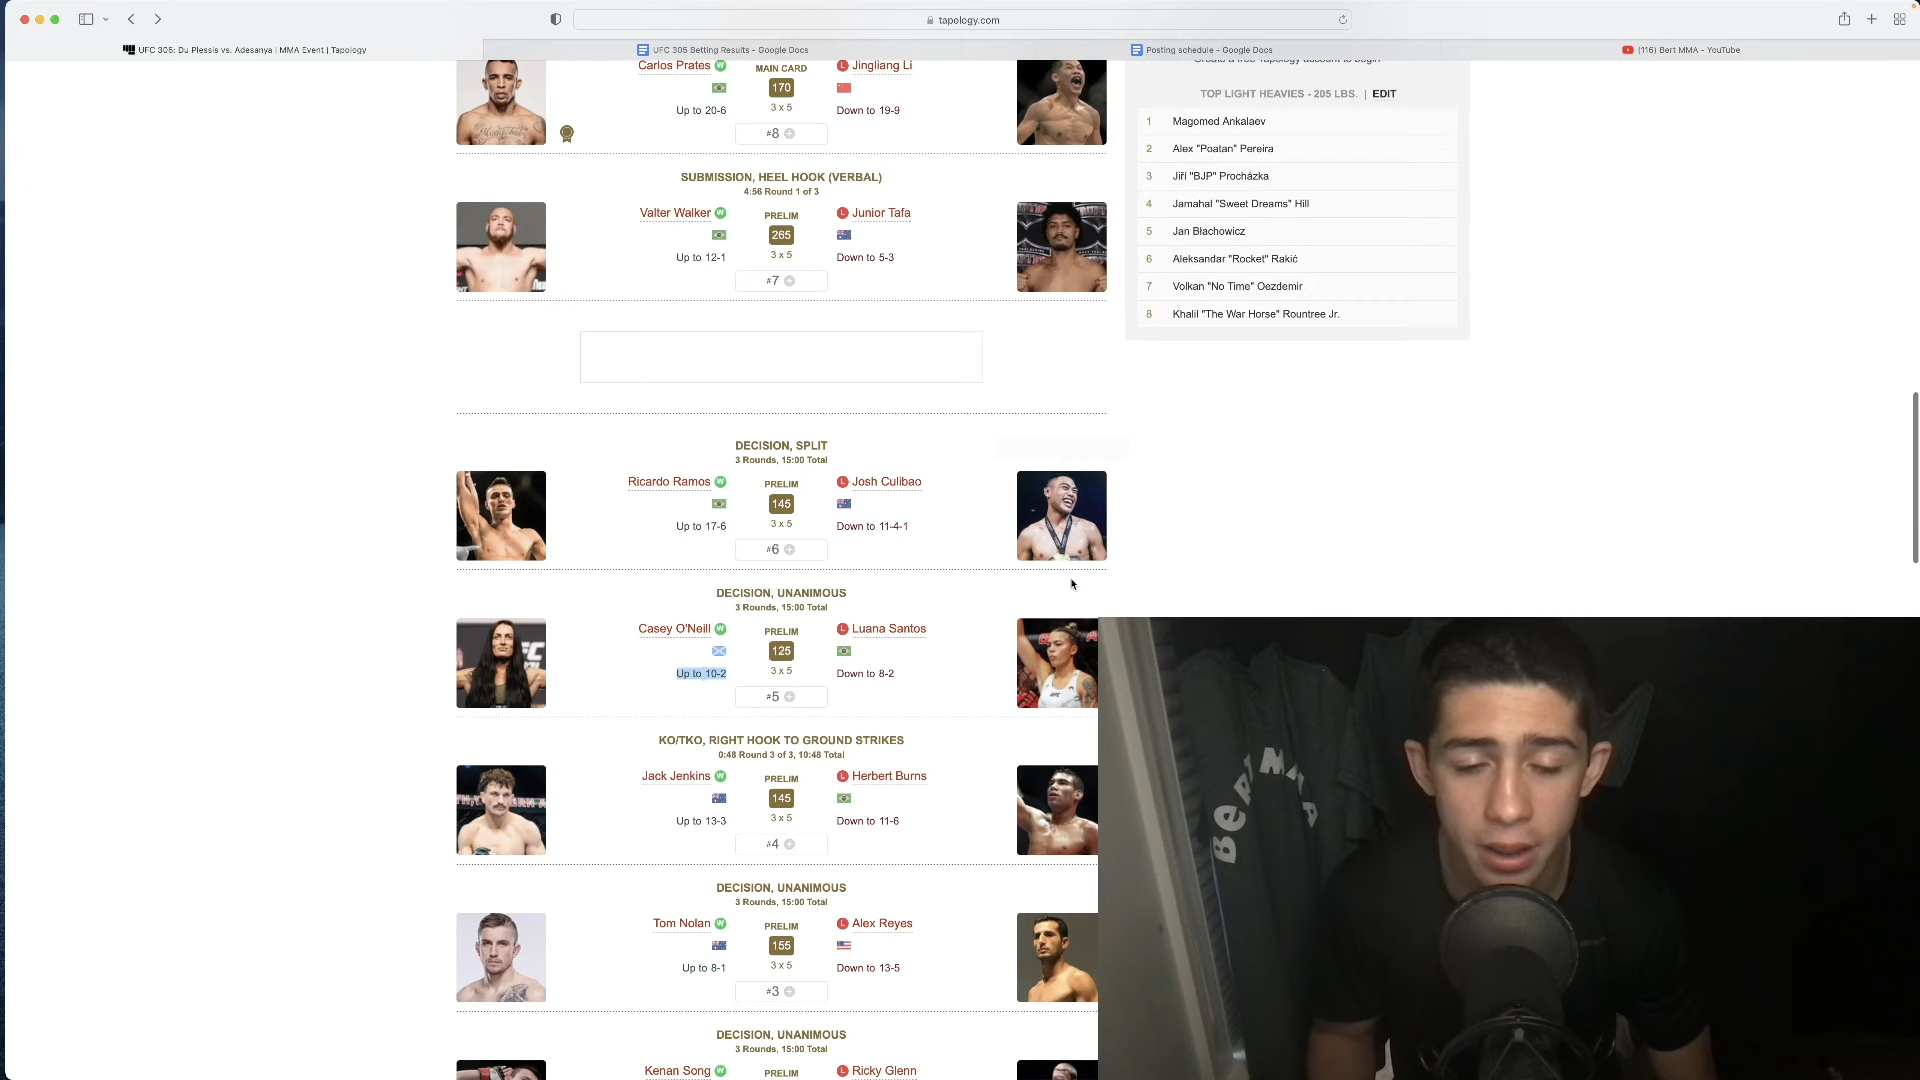 tapology.com
UFC 305: Du Plessis vs. Adesanya | MMA Event | Tapology
UFC 305 Betting Results - Google Docs
Posting schedule - Google Docs
(116) Bert MMA - YouTube
Carlos Prates W
MAIN CARD
L Jingliang Li
170
Up to 20-6
3 x 5
Down to 19-9
#8
SUBMISSION, HEEL HOOK (VERBAL)
4:56 Round 1 of 3
Valter Walker W
PRELIM
L Junior Tafa
265
Up to 12-1
3 x 5
Down to 5-3
#7
DECISION, SPLIT
3 Rounds, 15:00 Total
Ricardo Ramos W
PRELIM
L Josh Culibao
145
Up to 17-6
3 x 5
Down to 11-4-1
#6
DECISION, UNANIMOUS
3 Rounds, 15:00 Total
Casey O'Neill W
PRELIM
L Luana Santos
125
Up to 10-2
3 x 5
Down to 8-2
#5
KO/TKO, RIGHT HOOK TO GROUND STRIKES
0:48 Round 3 of 3, 10:48 Total
Jack Jenkins W
PRELIM
L Herbert Burns
145
Up to 13-3
3 x 5
Down to 11-6
#4
DECISION, UNANIMOUS
3 Rounds, 15:00 Total
Tom Nolan W
PRELIM
L Alex Reyes
155
Up to 8-1
3 x 5
Down to 13-5
#3
DECISION, UNANIMOUS
3 Rounds, 15:00 Total
Kenan Song W
PRELIM
L Ricky Glenn
Create a free Tapology account to begin
TOP LIGHT HEAVIES - 205 LBS. | EDIT
1 Magomed Ankalaev
2 Alex "Poatan" Pereira
3 Jiří "BJP" Procházka
4 Jamahal "Sweet Dreams" Hill
5 Jan Błachowicz
6 Aleksandar "Rocket" Rakić
7 Volkan "No Time" Oezdemir
8 Khalil "The War Horse" Rountree Jr.
Bert MMA